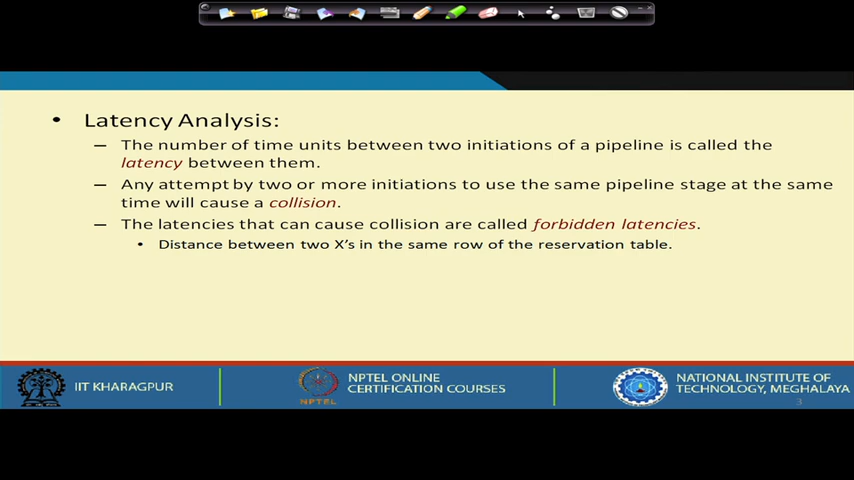 • Latency Analysis:
– The number of time units between two initiations of a pipeline is called the
latency between them.
– Any attempt by two or more initiations to use the same pipeline stage at the same
time will cause a collision.
– The latencies that can cause collision are called forbidden latencies.
• Distance between two X's in the same row of the reservation table.
IIT KHARAGPUR
NPTEL
NPTEL ONLINE
CERTIFICATION COURSES
NATIONAL INSTITUTE OF
TECHNOLOGY, MEGHALAYA
3